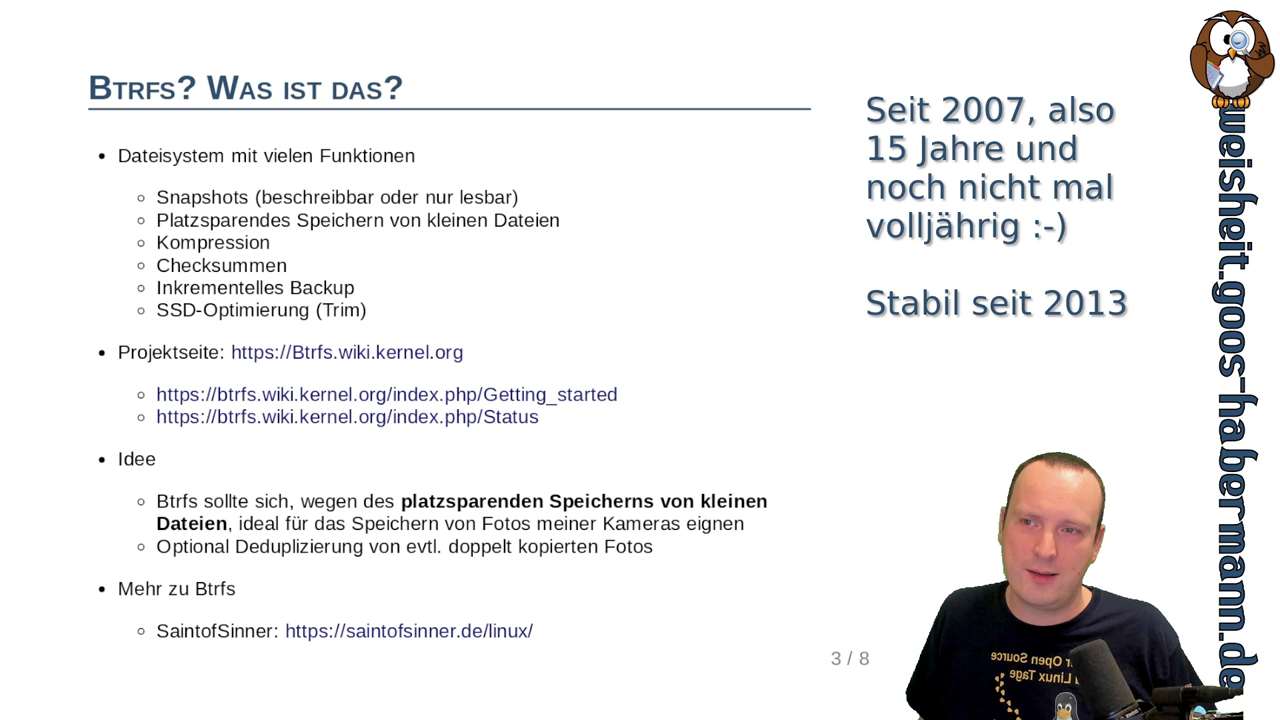 Btrfs? Was ist das?
Dateisystem mit vielen Funktionen
Snapshots (beschreibbar oder nur lesbar)
Platzsparendes Speichern von kleinen Dateien
Kompression
Checksummen
Inkrementelles Backup
SSD-Optimierung (Trim)
Projektseite: https://Btrfs.wiki.kernel.org
https://btrfs.wiki.kernel.org/index.php/Getting_started
https://btrfs.wiki.kernel.org/index.php/Status
Idee
Btrfs sollte sich, wegen des platzsparenden Speicherns von kleinen
Dateien, ideal für das Speichern von Fotos meiner Kameras eignen
Optional Deduplizierung von evtl. doppelt kopierten Fotos
Mehr zu Btrfs
SaintofSinner: https://saintofsinner.de/linux/
3 / 8
Seit 2007, also
15 Jahre und
noch nicht mal
volljährig :-)
Stabil seit 2013
weisheit.goos-habermann.de
Open Source
Linux Tage